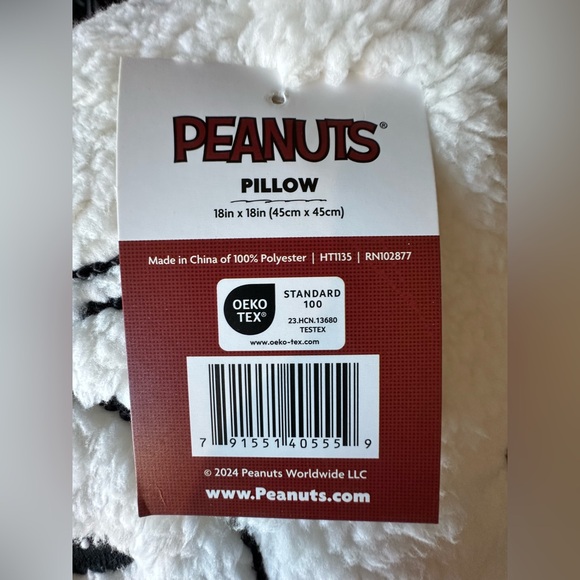 PEANUTS®
PILLOW
18in x 18in (45cm x 45cm)
Made in China of 100% Polyester | HT1135 | RN102877
OEKO
TEX®
STANDARD
100
23.HCN.13680
TESTEX
www.oeko-tex.com
7 91551 40555 9
© 2024 Peanuts Worldwide LLC
www.Peanuts.com